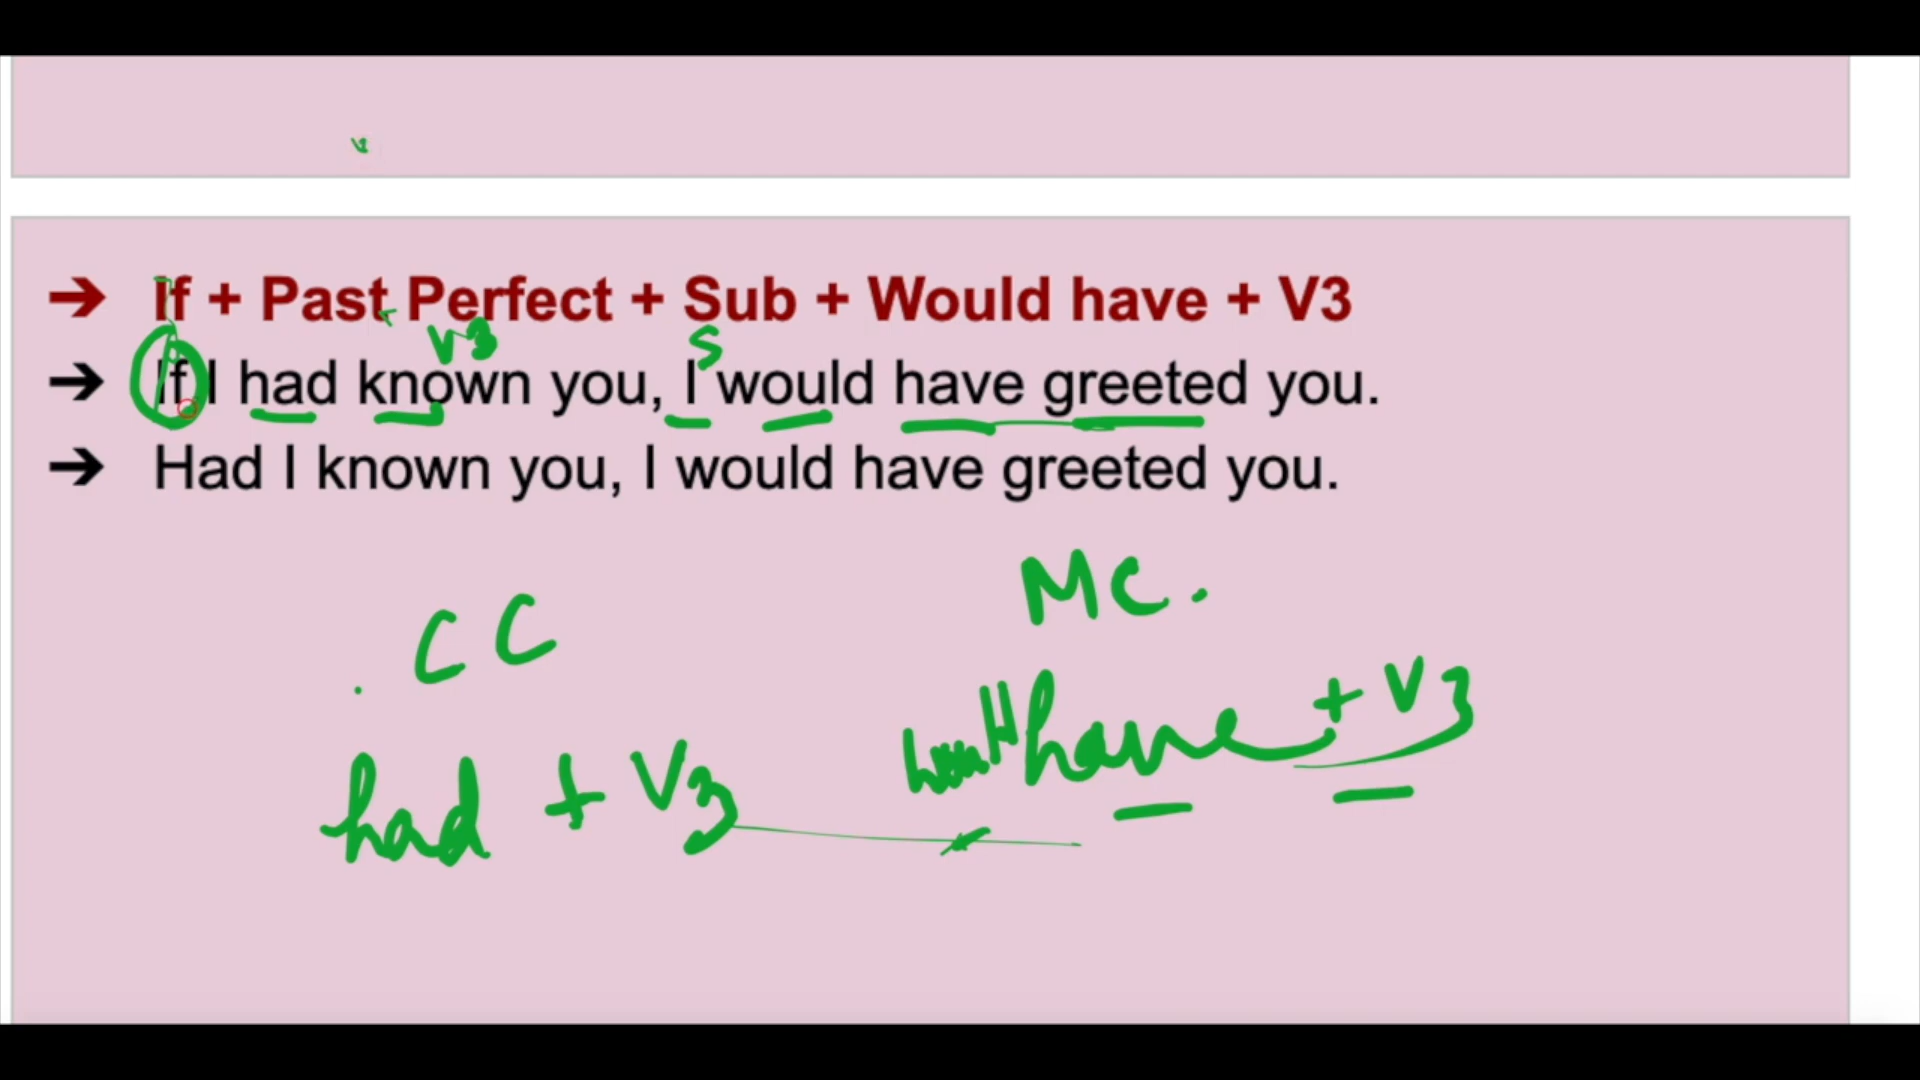 ➔ If + Past Perfect + Sub + Would have + V3
V3 S
➔ If I had known you, I would have greeted you.
➔ Had I known you, I would have greeted you.
MC.
CC
have + V3
had + V3